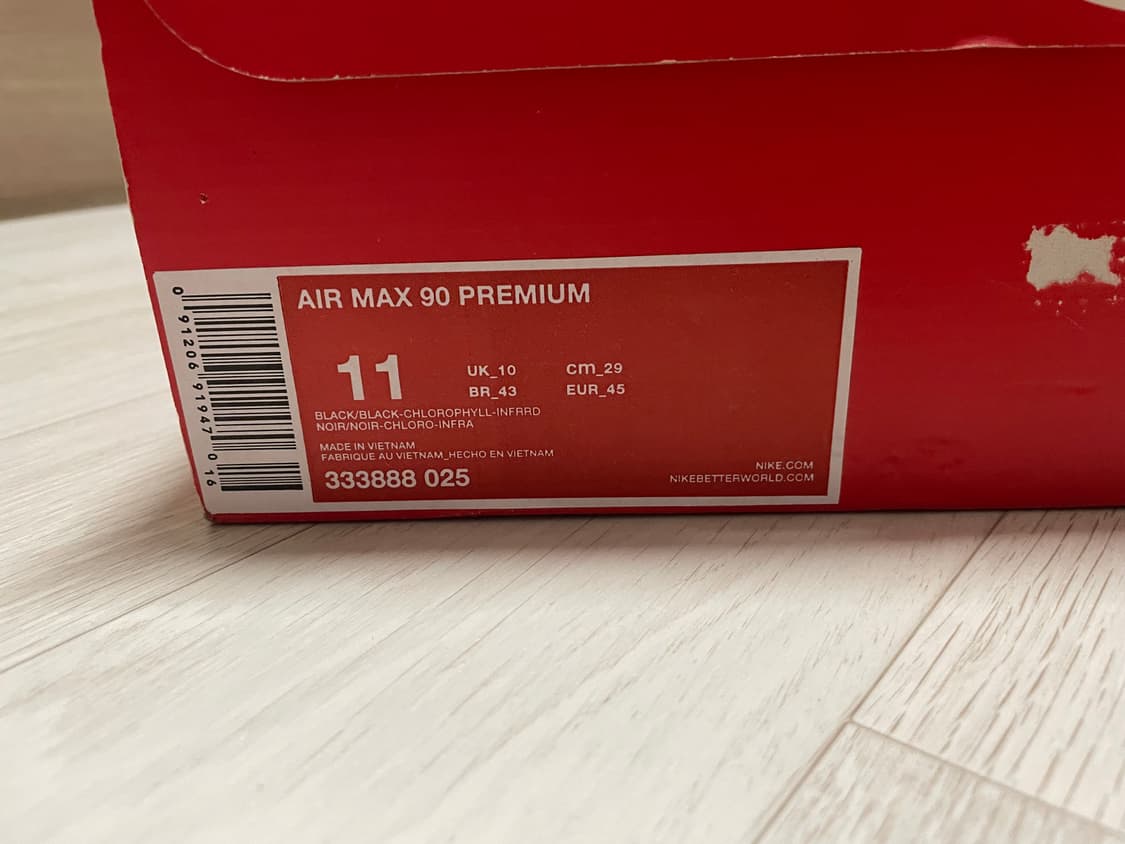 AIR MAX 90 PREMIUM
11
UK_10 cm_29
BR_43 EUR_45
BLACK/BLACK-CHLOROPHYLL-INFRRD
NOIR/NOIR-CHLORO-INFRA
MADE IN VIETNAM
FABRIQUE AU VIETNAM_HECHO EN VIETNAM
333888 025
NIKE.COM
NIKEBETTERWORLD.COM
0 91206 91947 0 16